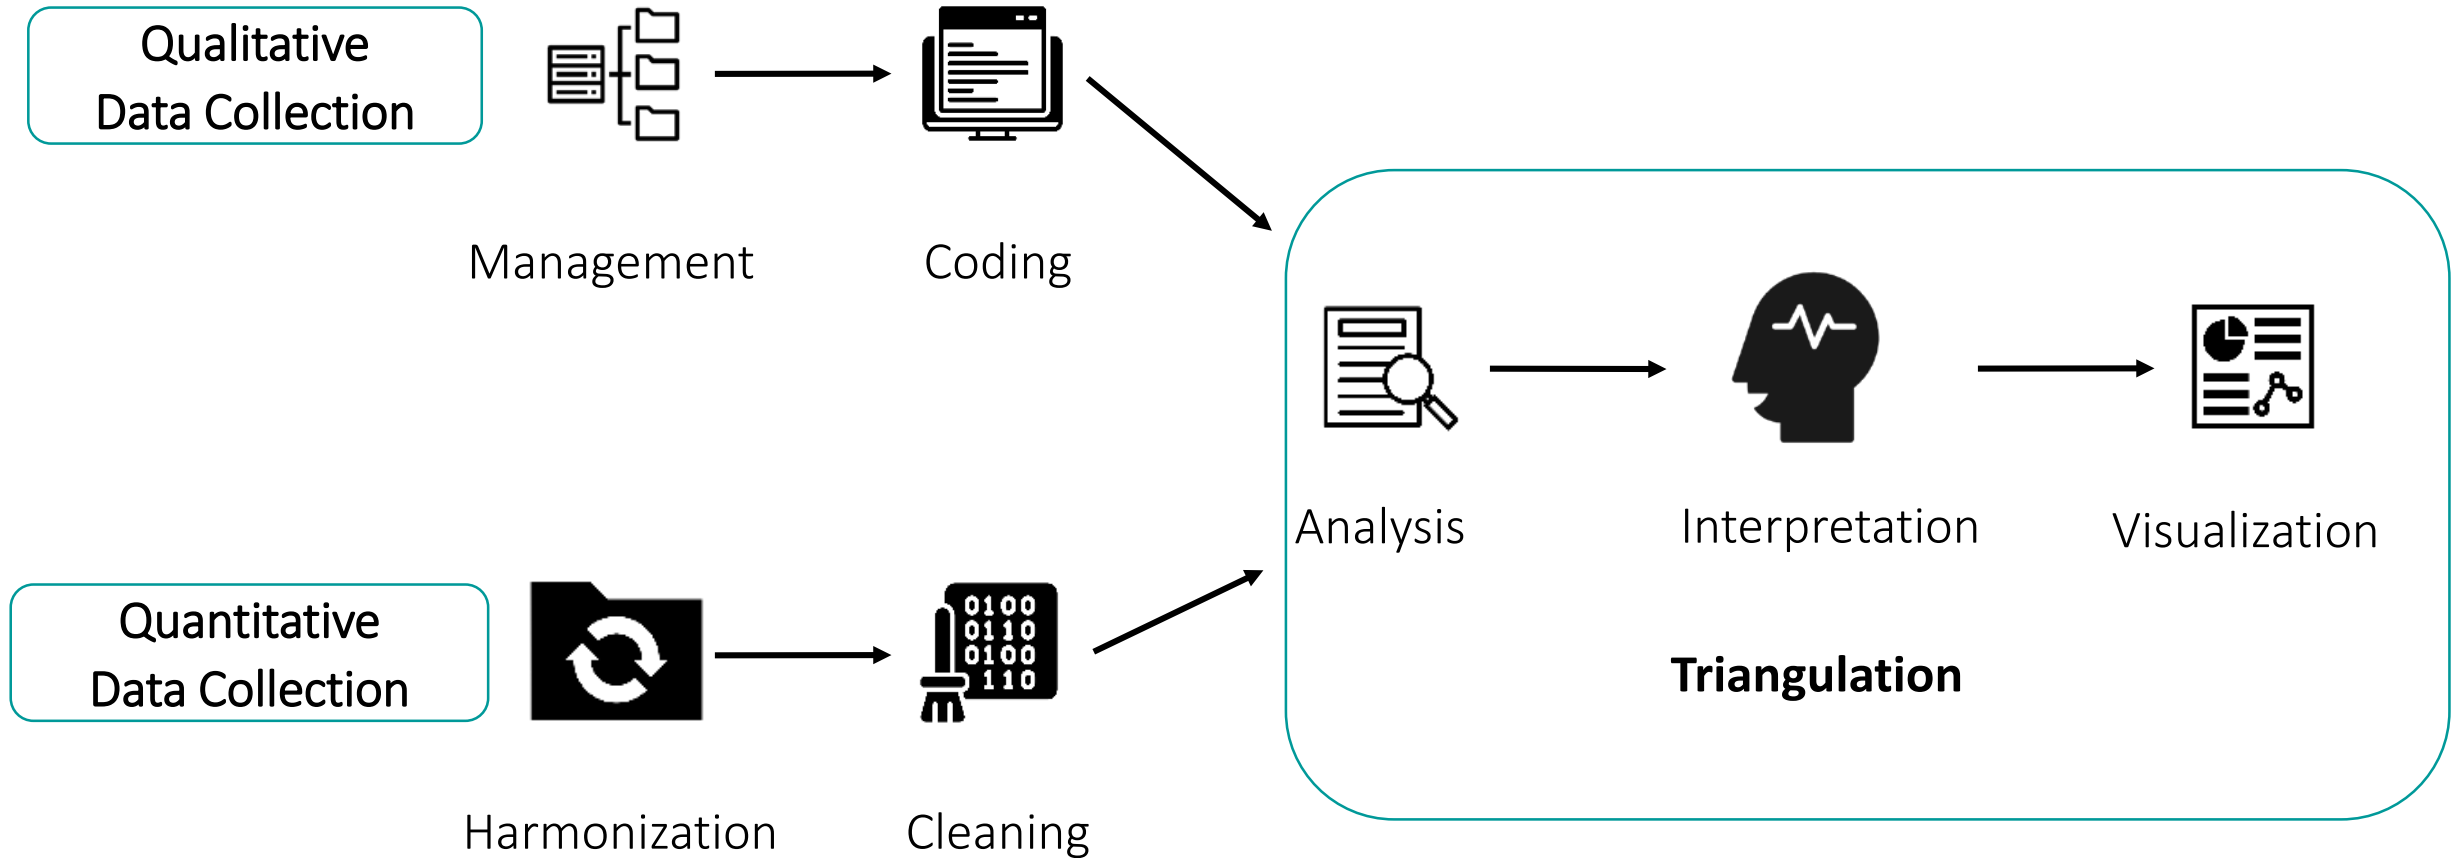 Qualitative
Data Collection
Management
Coding
Analysis
Interpretation
Visualization
Triangulation
Quantitative
Data Collection
0100
0110
0100
110
Harmonization
Cleaning